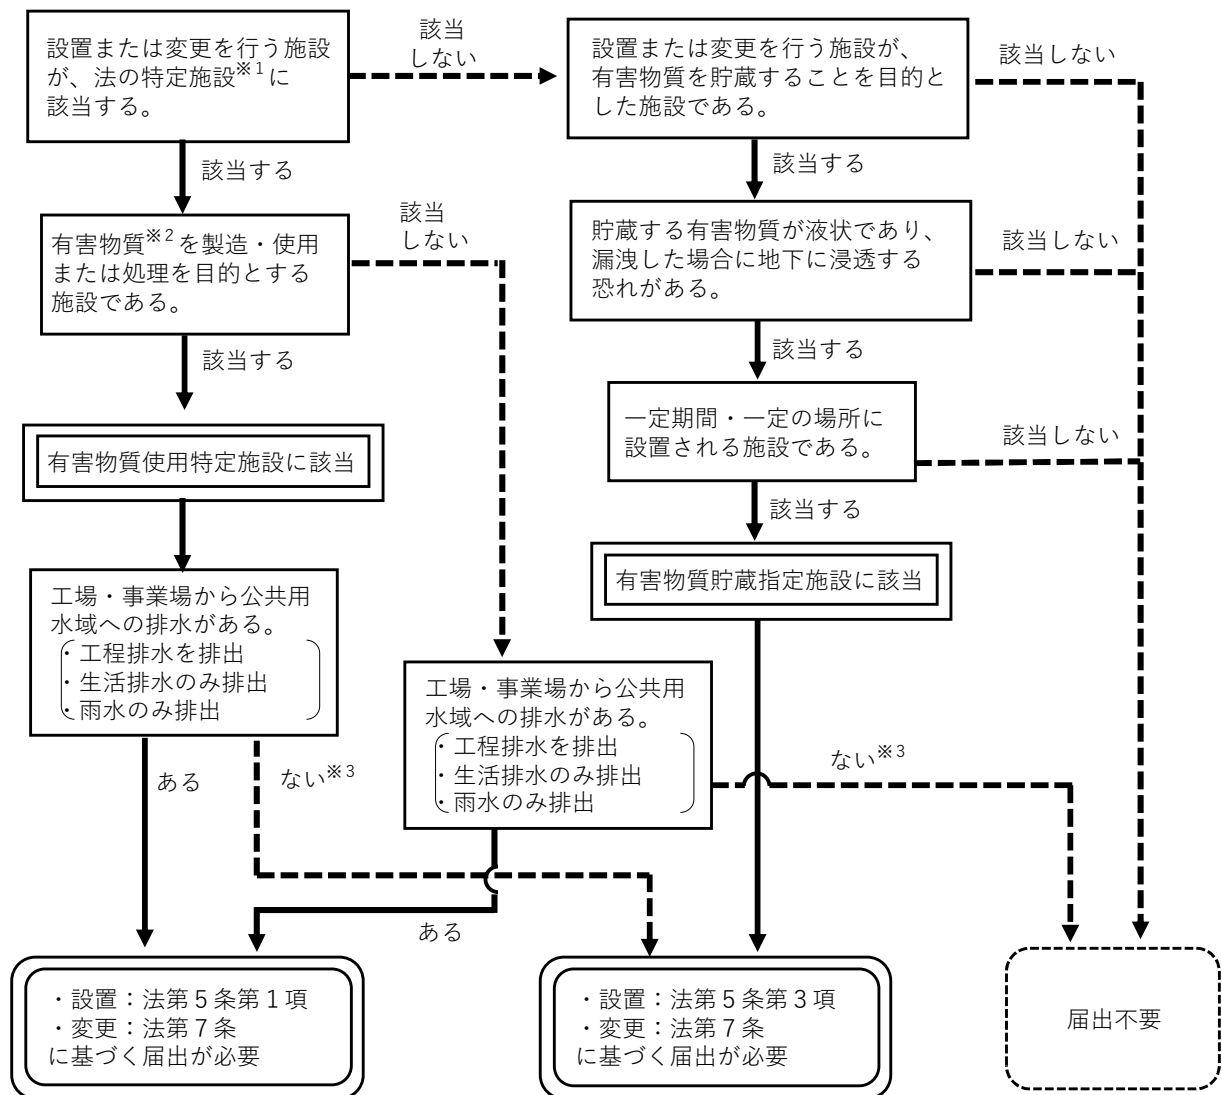 設置または変更を行う施設
が、法の特定施設※1に
該当する。
該当
しない
設置または変更を行う施設が、
有害物質を貯蔵することを目的と
した施設である。
該当しない
該当する
該当する
有害物質※2を製造・使用
または処理を目的とする
施設である。
該当
しない
貯蔵する有害物質が液状であり、
漏洩した場合に地下に浸透する
恐れがある。
該当しない
該当する
該当する
一定期間・一定の場所に
設置される施設である。
該当しない
有害物質使用特定施設に該当
該当する
有害物質貯蔵指定施設に該当
工場・事業場から公共用
水域への排水がある。
・工程排水を排出
・生活排水のみ排出
・雨水のみ排出
工場・事業場から公共用
水域への排水がある。
・工程排水を排出
・生活排水のみ排出
・雨水のみ排出
ある
ない※3
ない※3
ある
・設置：法第５条第１項
・変更：法第７条
に基づく届出が必要
・設置：法第５条第３項
・変更：法第７条
に基づく届出が必要
届出不要